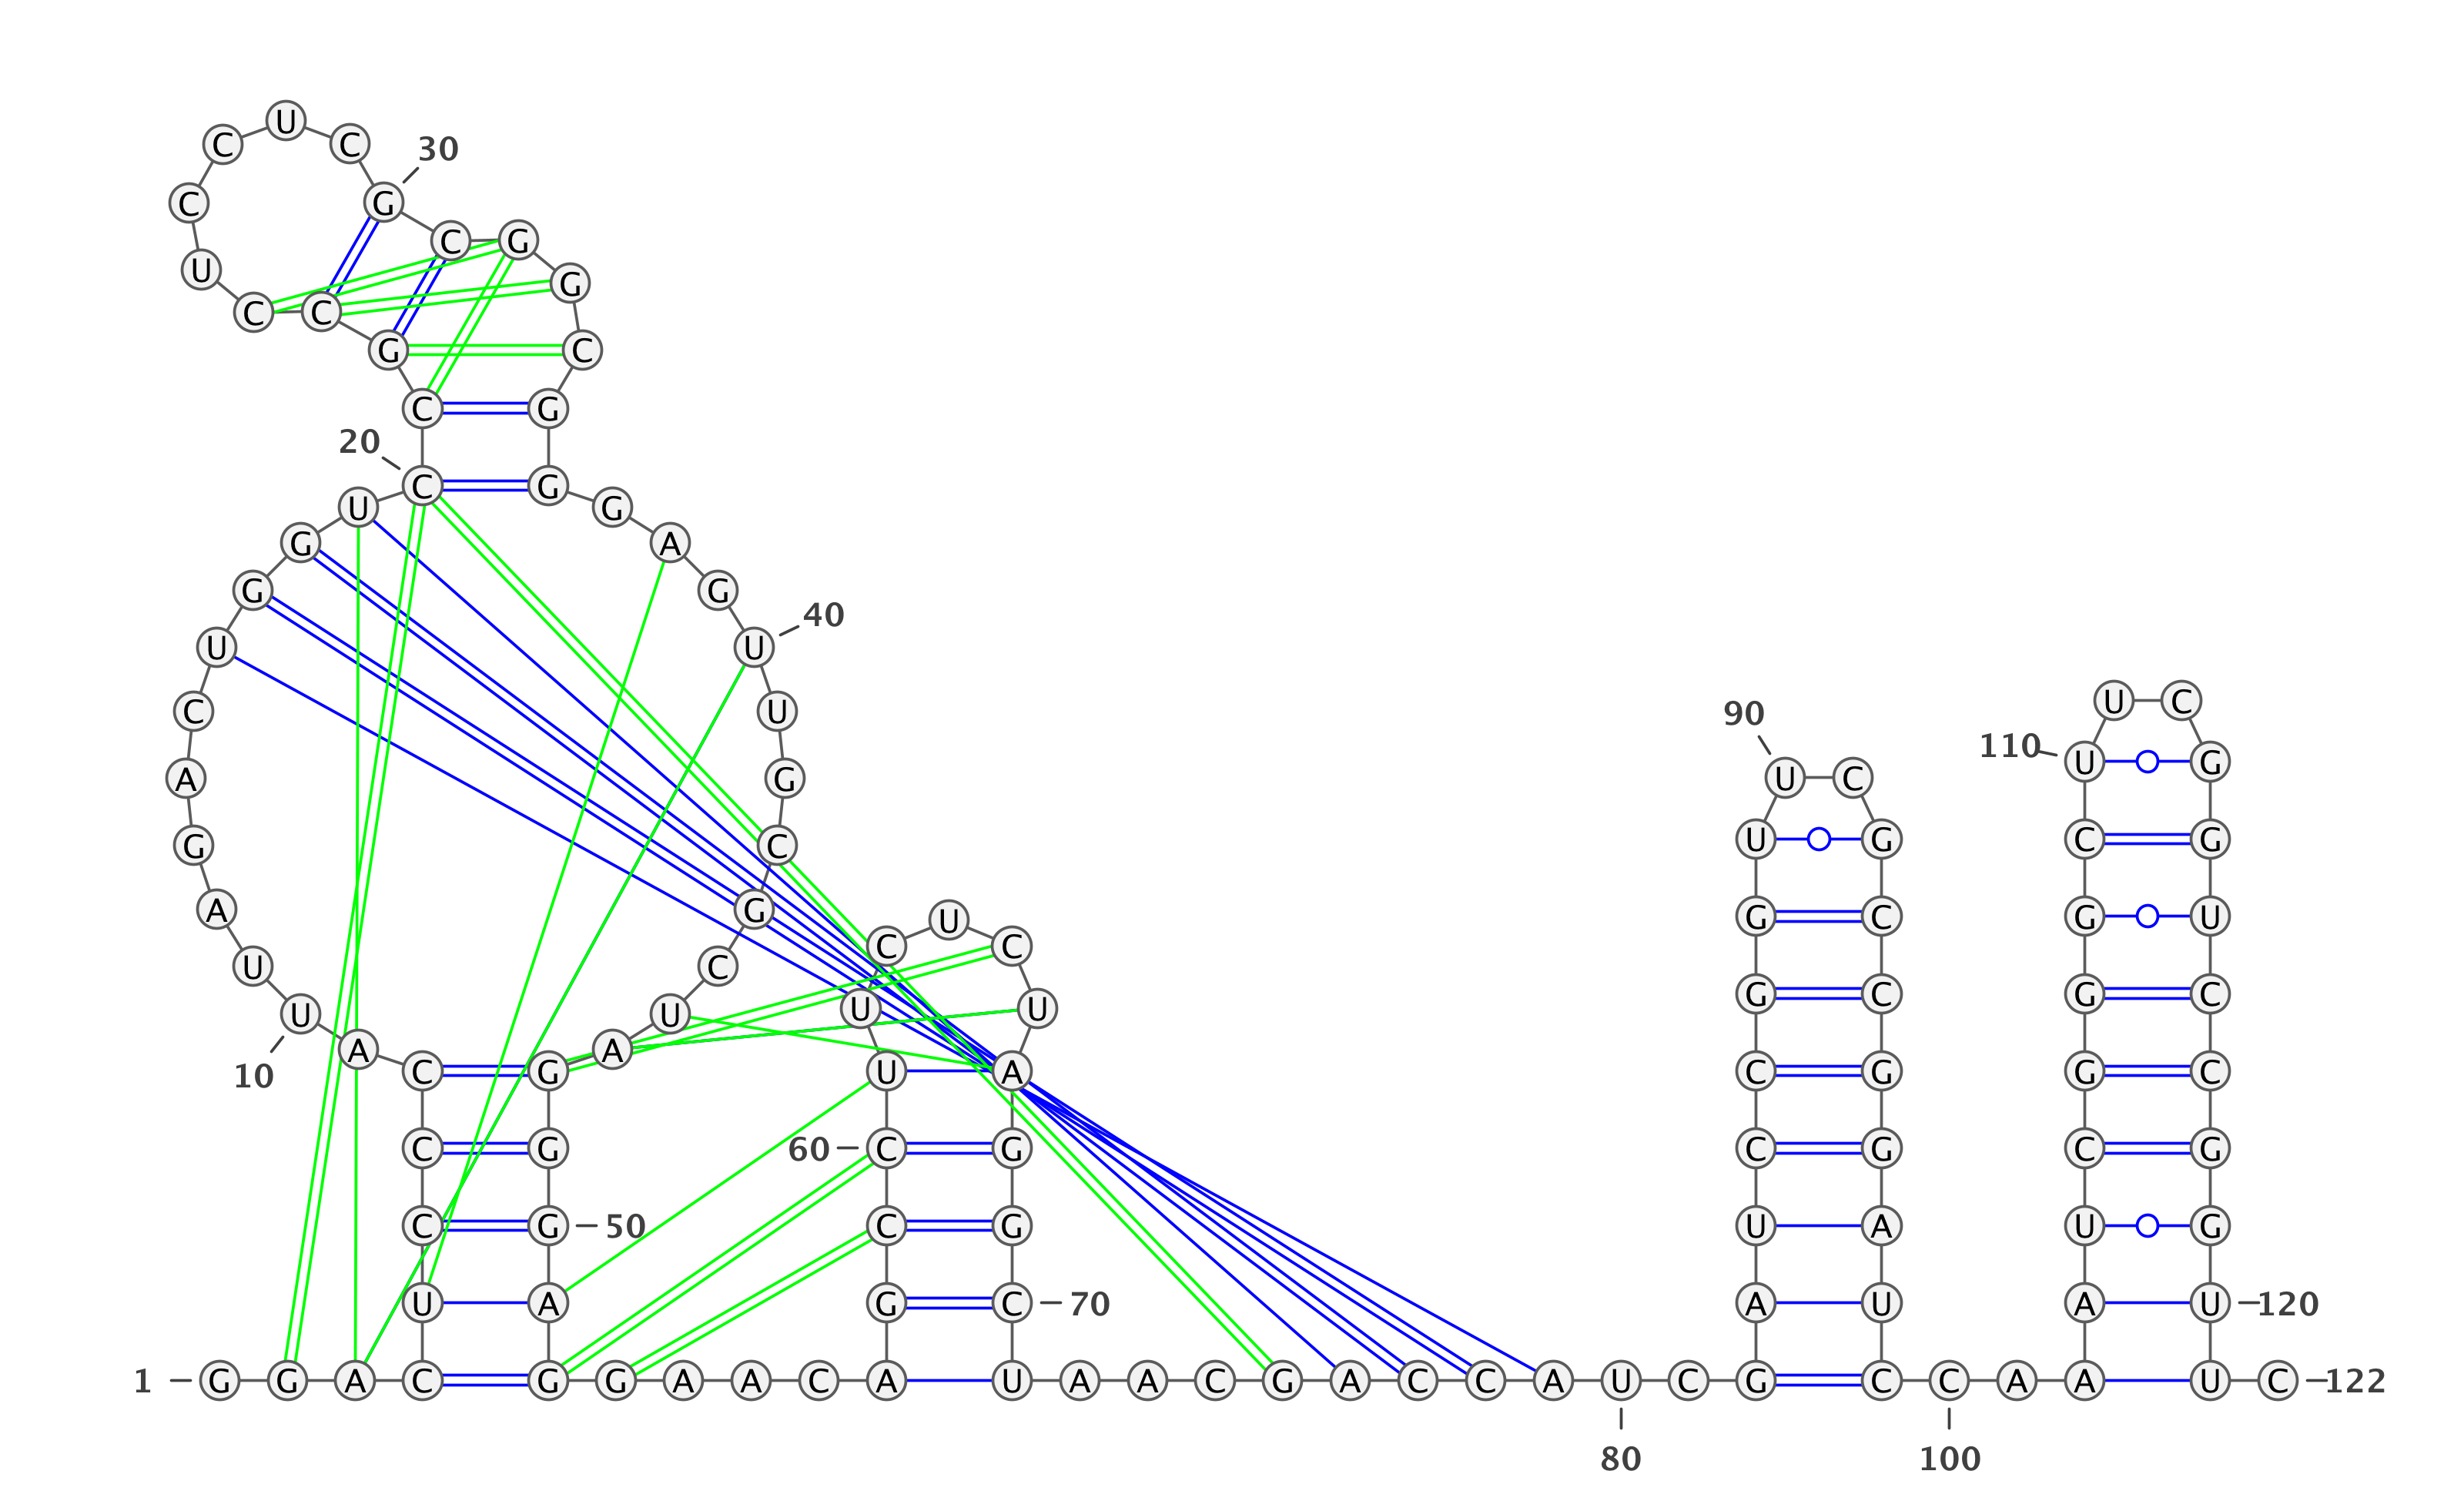 U
C C 30
C G
C G
U G
C C
G C
C G
20
C G
U G
G A
G G
40
U U
U C
C U 90
110 U G
A G U C
G C U G C G
A G C U G C G U
C C
U C
G C G C
U U U U
A A
C G U A C G G C
10
C G 60 C G C G C G
C G 50 C G U A U G
U A G C 70 A U A U 120
1 G G A C G G A A C A U A A C G A C C A U C G C C A A U C 122
80 100